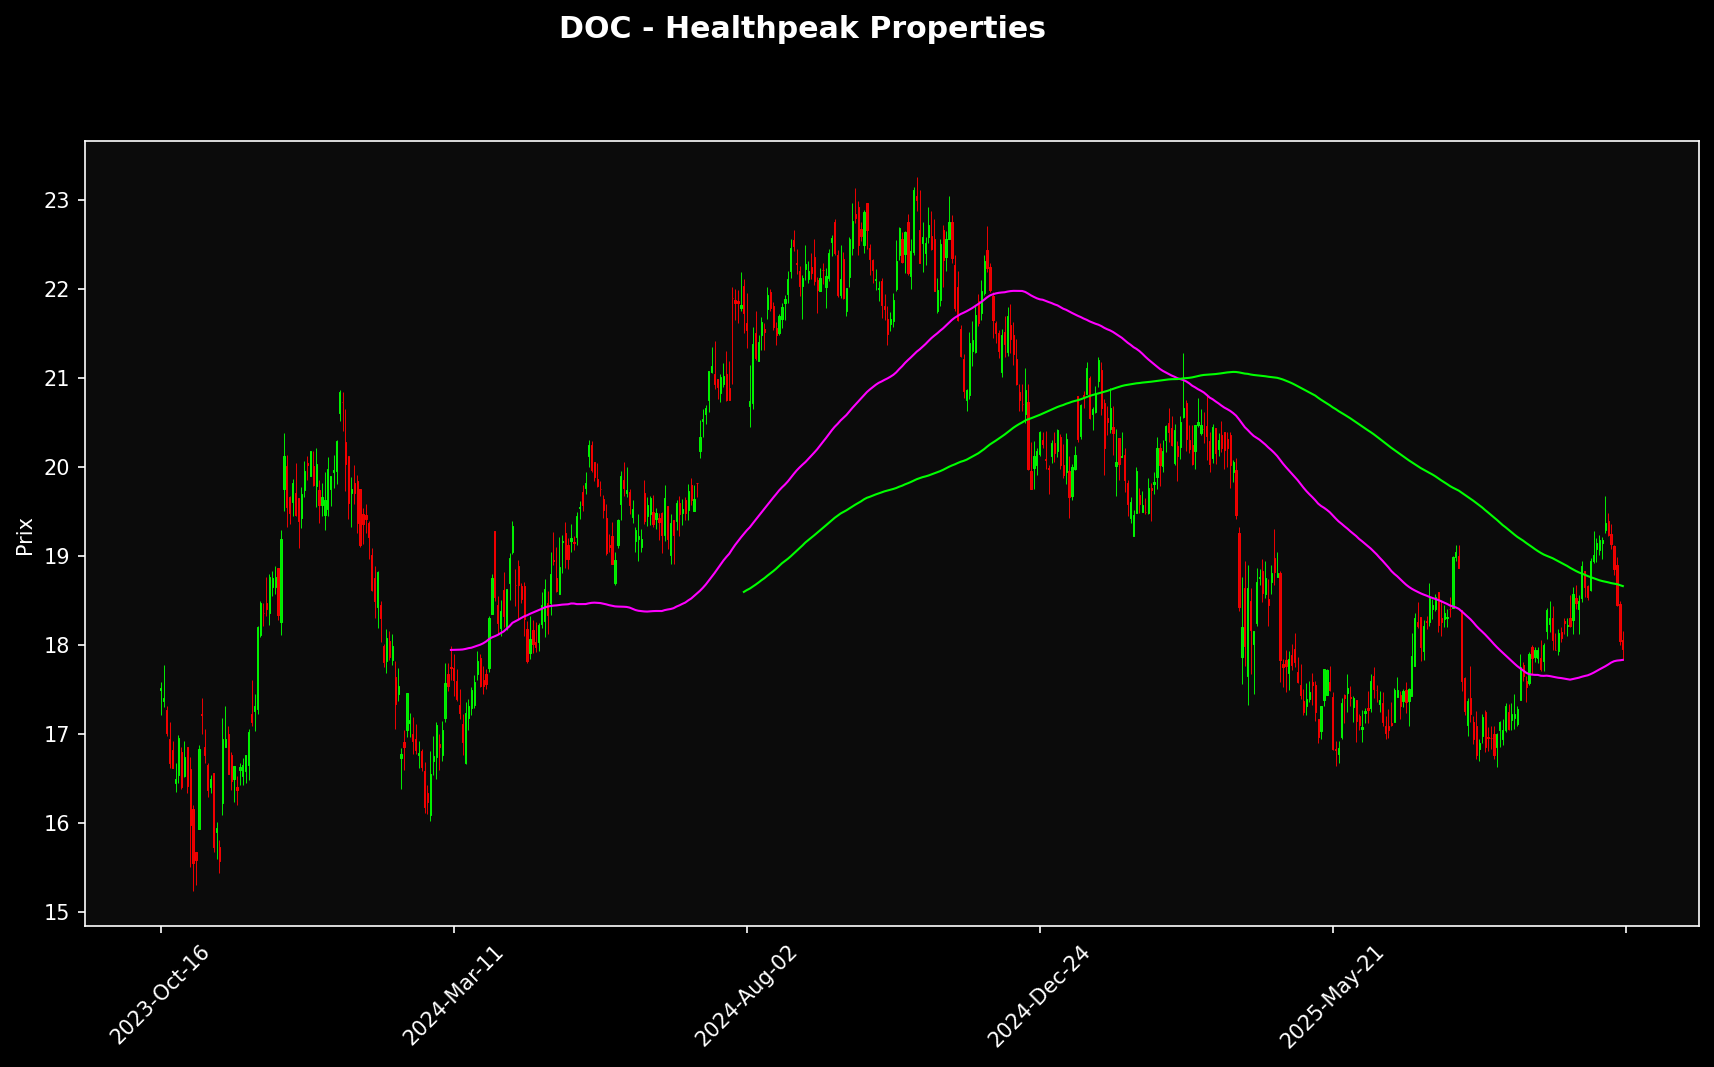 DOC - Healthpeak Properties
Prix
23
22
21
20
19
18
17
16
15
2023-Oct-16
2024-Mar-11
2024-Aug-02
2024-Dec-24
2025-May-21